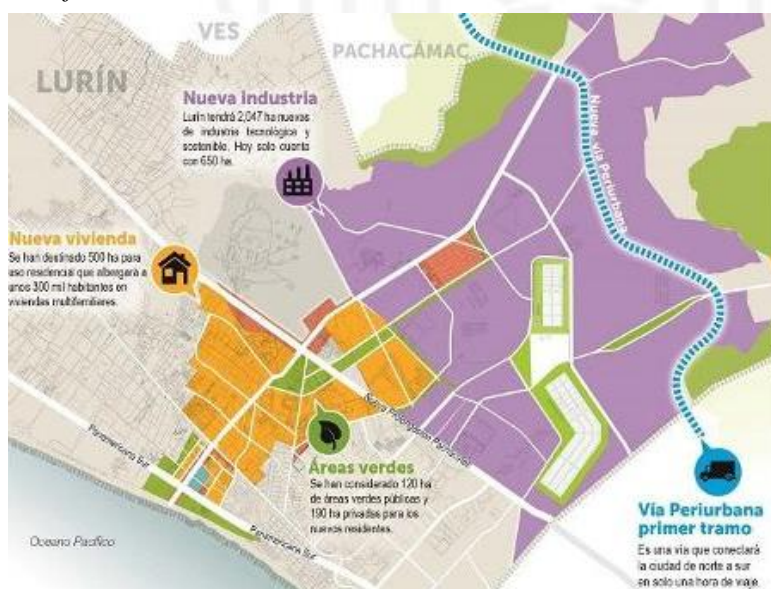 VES
PACHACÁMAC
LURÍN
Nueva industria
Lurín tendrá 2,047 ha nuevas
de industria tecnológica y
sostenible. Hoy solo cuenta
con 650 ha.
Nueva vía Periurbana
Nueva vivienda
Se han destinado 500 ha para
uso residencial que albergará a
unos 300 mil habitantes en
viviendas multifamiliares.
Panamericana Sur
Nueva Prolongación Pachacútec
Áreas verdes
Se han considerado 120 ha
de áreas verdes públicas y
190 ha privadas para los
nuevos residentes.
Panamericana Sur
Oceano Pacífico
Vía Periurbana
primer tramo
Es una vía que conectará
la ciudad de norte a sur
en solo una hora de viaje.